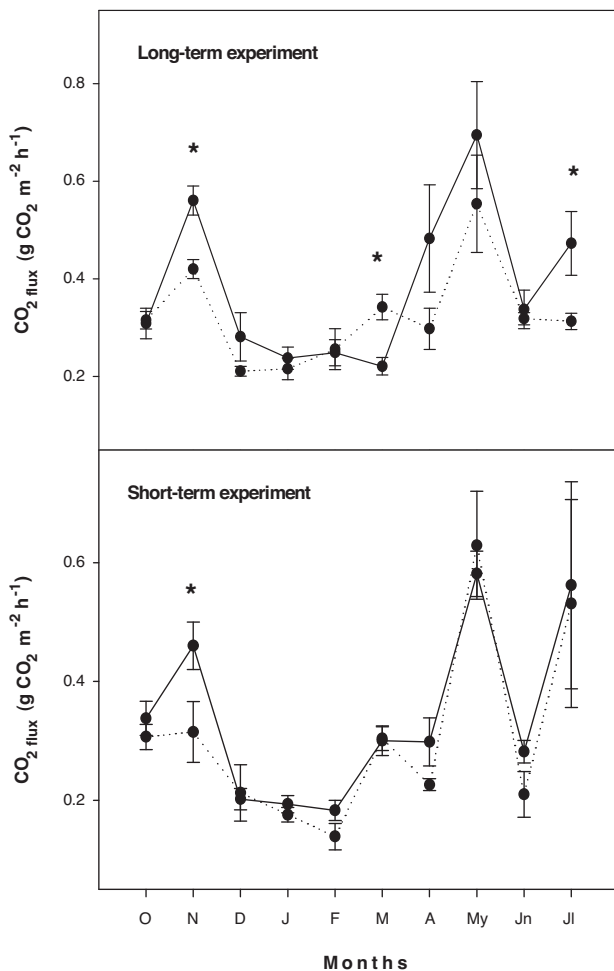 Long-term experiment
0.8
*
*
0.6
*
0.4
0.2
CO2 flux (g CO2 m−2 h−1)
Short-term experiment
0.6
*
0.4
0.2
CO2 flux (g CO2 m−2 h−1)
O N D J F M A My Jn Jl
Months